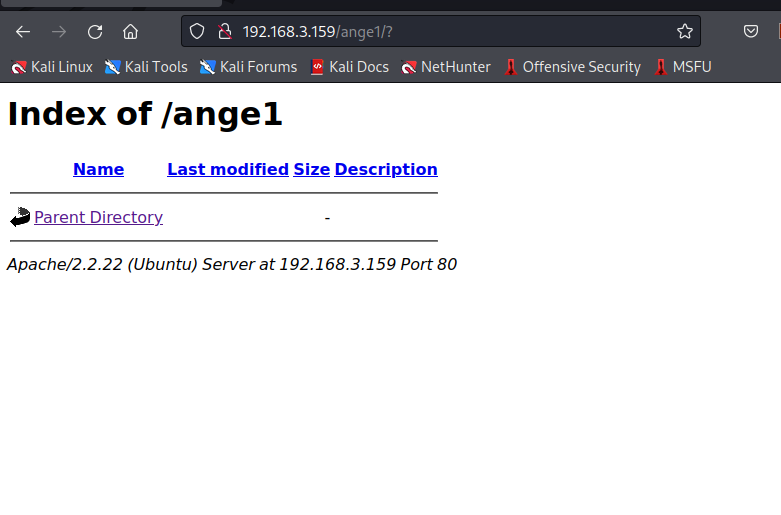 192.168.3.159/ange1/?
Kali Linux Kali Tools Kali Forums Kali Docs NetHunter Offensive Security MSFU
Index of /ange1
Name Last modified Size Description
Parent Directory -
Apache/2.2.22 (Ubuntu) Server at 192.168.3.159 Port 80